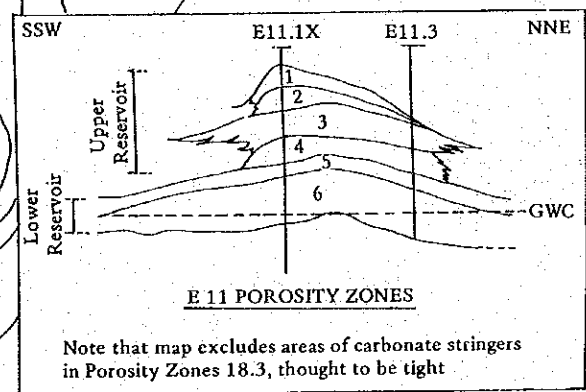 SSW E11.1X E11.3 NNE
1
2
3
4
5
6
Upper
Reservoir
Lower
Reservoir
GWC
E 11 POROSITY ZONES
Note that map excludes areas of carbonate stringers
in Porosity Zones 18.3, thought to be tight